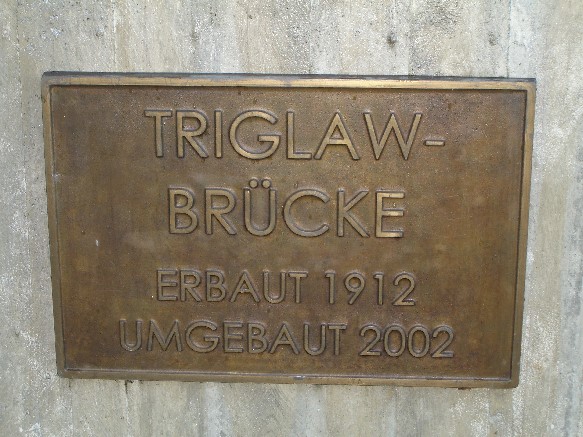 TRIGLAW-
BRÜCKE
ERBAUT 1912
UMGEBAUT 2002